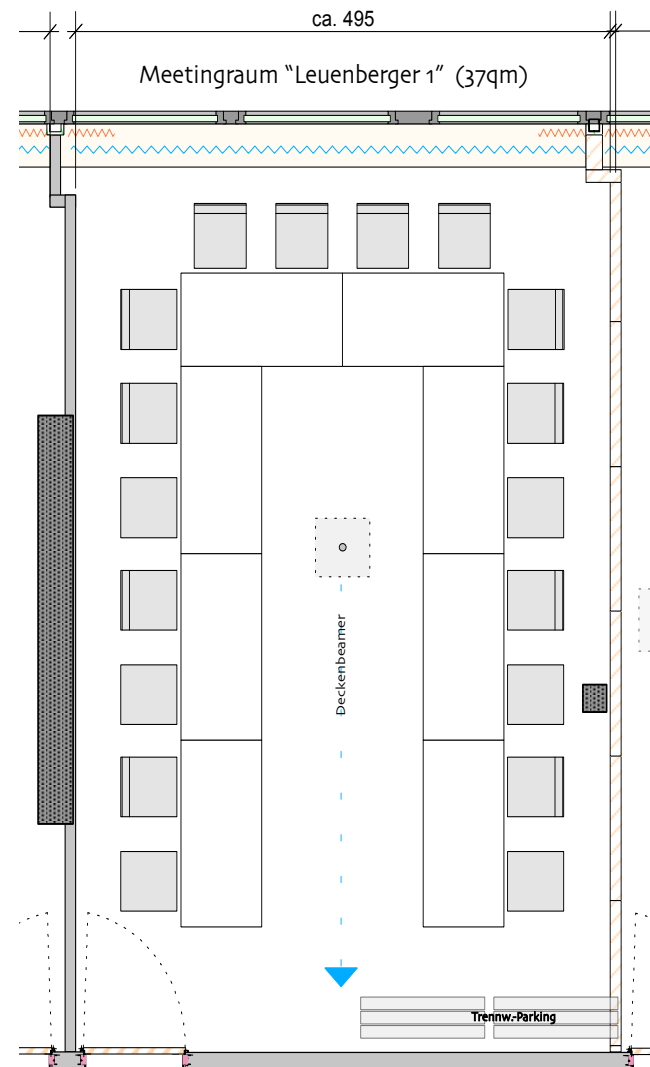 ca. 495
Meetingraum “Leuenberger 1” (37qm)
Deckenbeamer
Trennw.-Parking